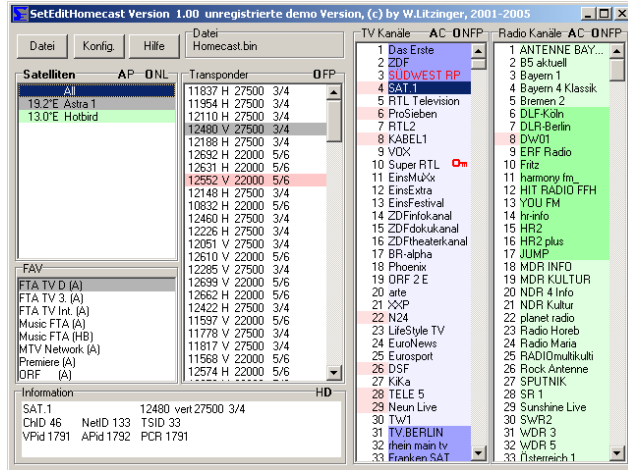 SetEditHomecast Version 1.00 unregistrierte demo Version, (c) by W.Litzinger, 2001-2005
Datei
Konfig.
Hilfe
Datei
Homecast.bin
Satelliten AP ONL
All
19.2°E Astra 1
13.0°E Hotbird
FAV
FTA TV D (A)
FTA TV 3. (A)
FTA TV Int. (A)
Music FTA (A)
Music FTA (HB)
MTV Network (A)
Premiere (A)
ORF (A)
Transponder OFP
11837 H 27500 3/4
11954 H 27500 3/4
12110 H 27500 3/4
12480 V 27500 3/4
12188 H 27500 3/4
12692 H 22000 5/6
12631 H 22000 5/6
12552 V 22000 5/6
12148 H 27500 3/4
10832 H 22000 5/6
12460 H 27500 3/4
12226 H 27500 3/4
12051 V 27500 3/4
12610 V 22000 5/6
12285 V 27500 3/4
12699 V 22000 5/6
12662 H 22000 5/6
12422 H 27500 3/4
11597 V 22000 5/6
11778 V 27500 3/4
11817 V 27500 3/4
11568 V 22000 5/6
12574 H 22000 5/6
Information HD
SAT.1 12480 vert 27500 3/4
ChID 46 NetID 133 TSID 33
VPid 1791 APid 1792 PCR 1791
TV Kanäle AC ONFP
1 Das Erste
2 ZDF
3 SÜDWEST RP
4 SAT.1
5 RTL Television
6 ProSieben
7 RTL2
8 KABEL1
9 VOX
10 Super RTL
11 EinsMuXx
12 EinsExtra
13 EinsFestival
14 ZDFinfokanal
15 ZDFdokukanal
16 ZDFtheaterkanal
17 BR-alpha
18 Phoenix
19 ORF 2 E
20 arte
21 XXP
22 N24
23 LifeStyle TV
24 EuroNews
25 Eurosport
26 DSF
27 KiKa
28 TELE 5
29 Neun Live
30 TW1
31 TV.BERLIN
32 rhein main tv
33 Franken SAT
Radio Kanäle AC ONFP
1 ANTENNE BAY...
2 B5 aktuell
3 Bayern 1
4 Bayern 4 Klassik
5 Bremen 2
6 DLF-Köln
7 DLR-Berlin
8 DW01
9 ERF Radio
10 Fritz
11 harmony fm_
12 HIT RADIO FFH
13 YOU FM
14 hr-info
15 HR2
16 HR2 plus
17 JUMP
18 MDR INFO
19 MDR KULTUR
20 NDR 4 Info
21 NDR Kultur
22 planet radio
23 Radio Horeb
24 Radio Maria
25 RADIOmultikulti
26 Rock Antenne
27 SPUTNIK
28 SR 1
29 Sunshine Live
30 SWR2
31 WDR 3
32 WDR 5
33 Österreich 1